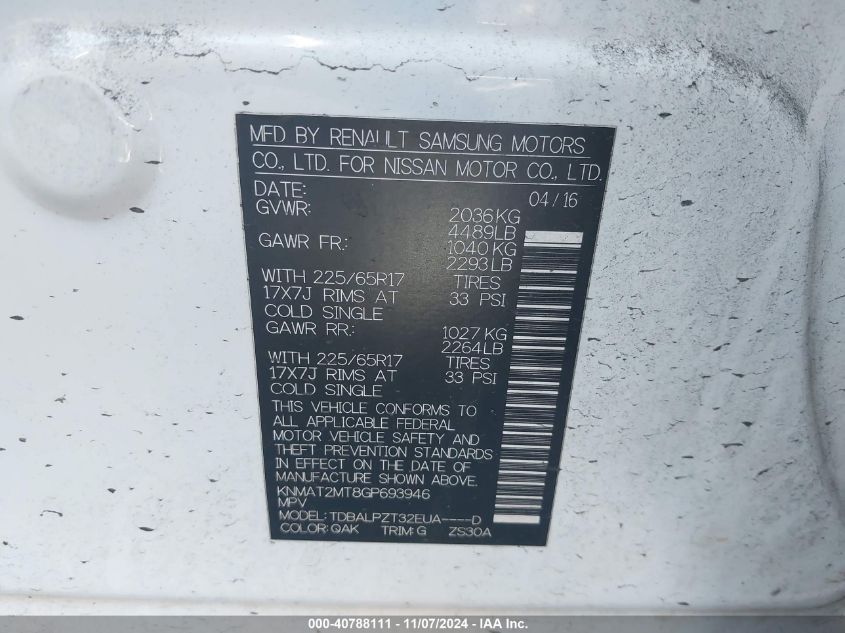 MFD BY RENAULT SAMSUNG MOTORS
CO., LTD. FOR NISSAN MOTOR CO., LTD.
DATE: 04/16
GVWR: 2036KG
4489LB
GAWR FR.: 1040KG
2293LB
WITH 225/65R17 TIRES
17X7J RIMS AT 33 PSI
COLD SINGLE
GAWR RR.: 1027KG
2264LB
WITH 225/65R17 TIRES
17X7J RIMS AT 33 PSI
COLD SINGLE
THIS VEHICLE CONFORMS TO
ALL APPLICABLE FEDERAL
MOTOR VEHICLE SAFETY AND
THEFT PREVENTION STANDARDS
IN EFFECT ON THE DATE OF
MANUFACTURE SHOWN ABOVE.
KNMAT2MT8GP693946
MPV
MODEL: TDBALPZT32EUA----D
COLOR: QAK TRIM: G ZS30A
000-40788111 - 11/07/2024 - IAA Inc.